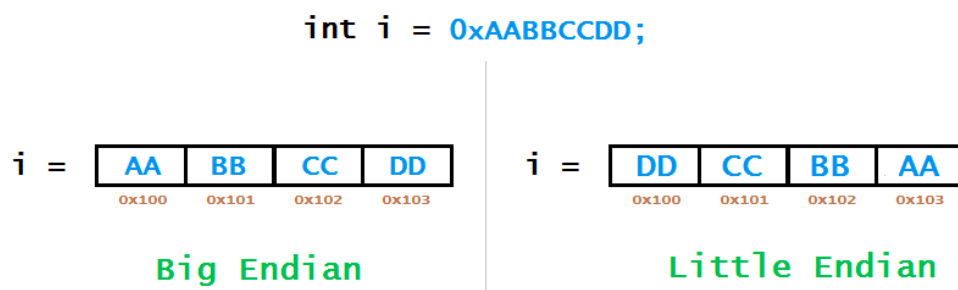 int i = 0xAABBCCDD;
i = AA BB CC DD
0x100 0x101 0x102 0x103
Big Endian
i = DD CC BB AA
0x100 0x101 0x102 0x103
Little Endian